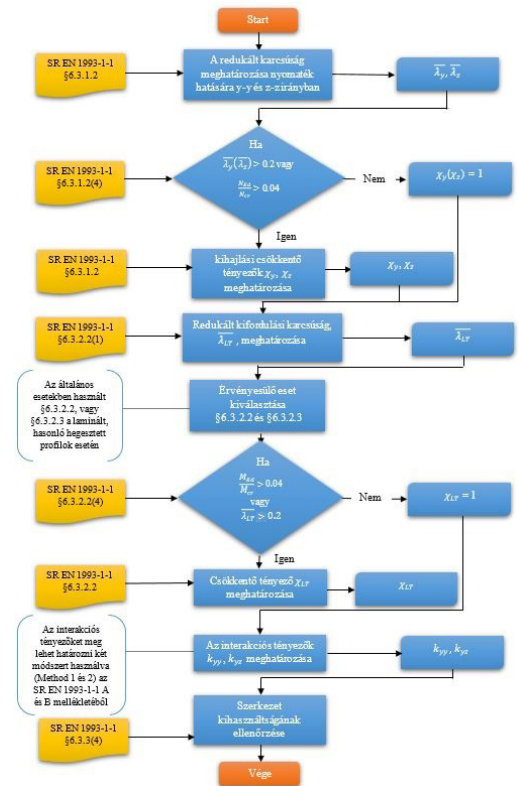 Start
SR EN 1993-1-1
§6.3.1.2
A redukált karcsúság
meghatározása nyomaték
hatására y-y és z-z irányban
λ̅y, λ̅z
Ha
λ̅y(λ̅z) > 0.2 vagy
NEd/Ncr > 0.04
SR EN 1993-1-1
§6.3.1.2(4)
Nem
χy(χz) = 1
Igen
SR EN 1993-1-1
§6.3.1.2
kihajlási csökkentő
tényezők χy, χz
meghatározása
χy, χz
SR EN 1993-1-1
§6.3.2.2(1)
Redukált kifordulási karcsúság,
λ̅LT , meghatározása
λ̅LT
Az általános
esetekben használt
§6.3.2.2, vagy
§6.3.2.3 a laminált,
hasonló hegesztett
profilok esetén
Érvényesülő eset
kiválasztása
§6.3.2.2 és §6.3.2.3
Ha
MEd/Mcr > 0.04
vagy
λ̅LT > 0.2
SR EN 1993-1-1
§6.3.2.2(4)
Nem
χLT = 1
Igen
SR EN 1993-1-1
§6.3.2.2
Csökkentő tényező χLT
meghatározása
χLT
Az interakciós
tényezőket meg
lehet határozni két
módszert használva
(Method 1 és 2) az
SR EN 1993-1-1 A
és B mellékletéből
Az interakciós tényezők
kyy, kyz meghatározása
kyy, kyz
SR EN 1993-1-1
§6.3.3(4)
Szerkezet
kihasználtságának
ellenőrzése
Vége